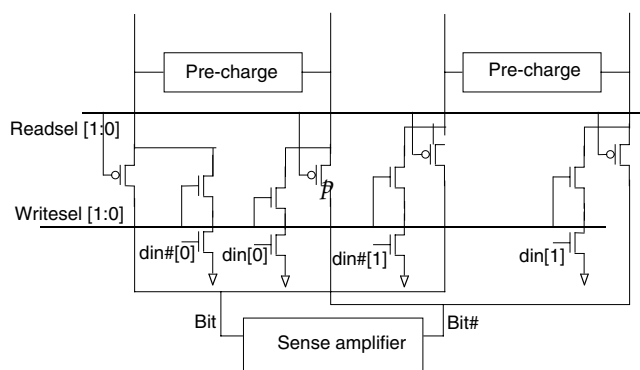 Pre-charge
Pre-charge
Readsel [1:0]
p
Writesel [1:0]
din#[0]
din[0]
din#[1]
din[1]
Bit
Bit#
Sense amplifier